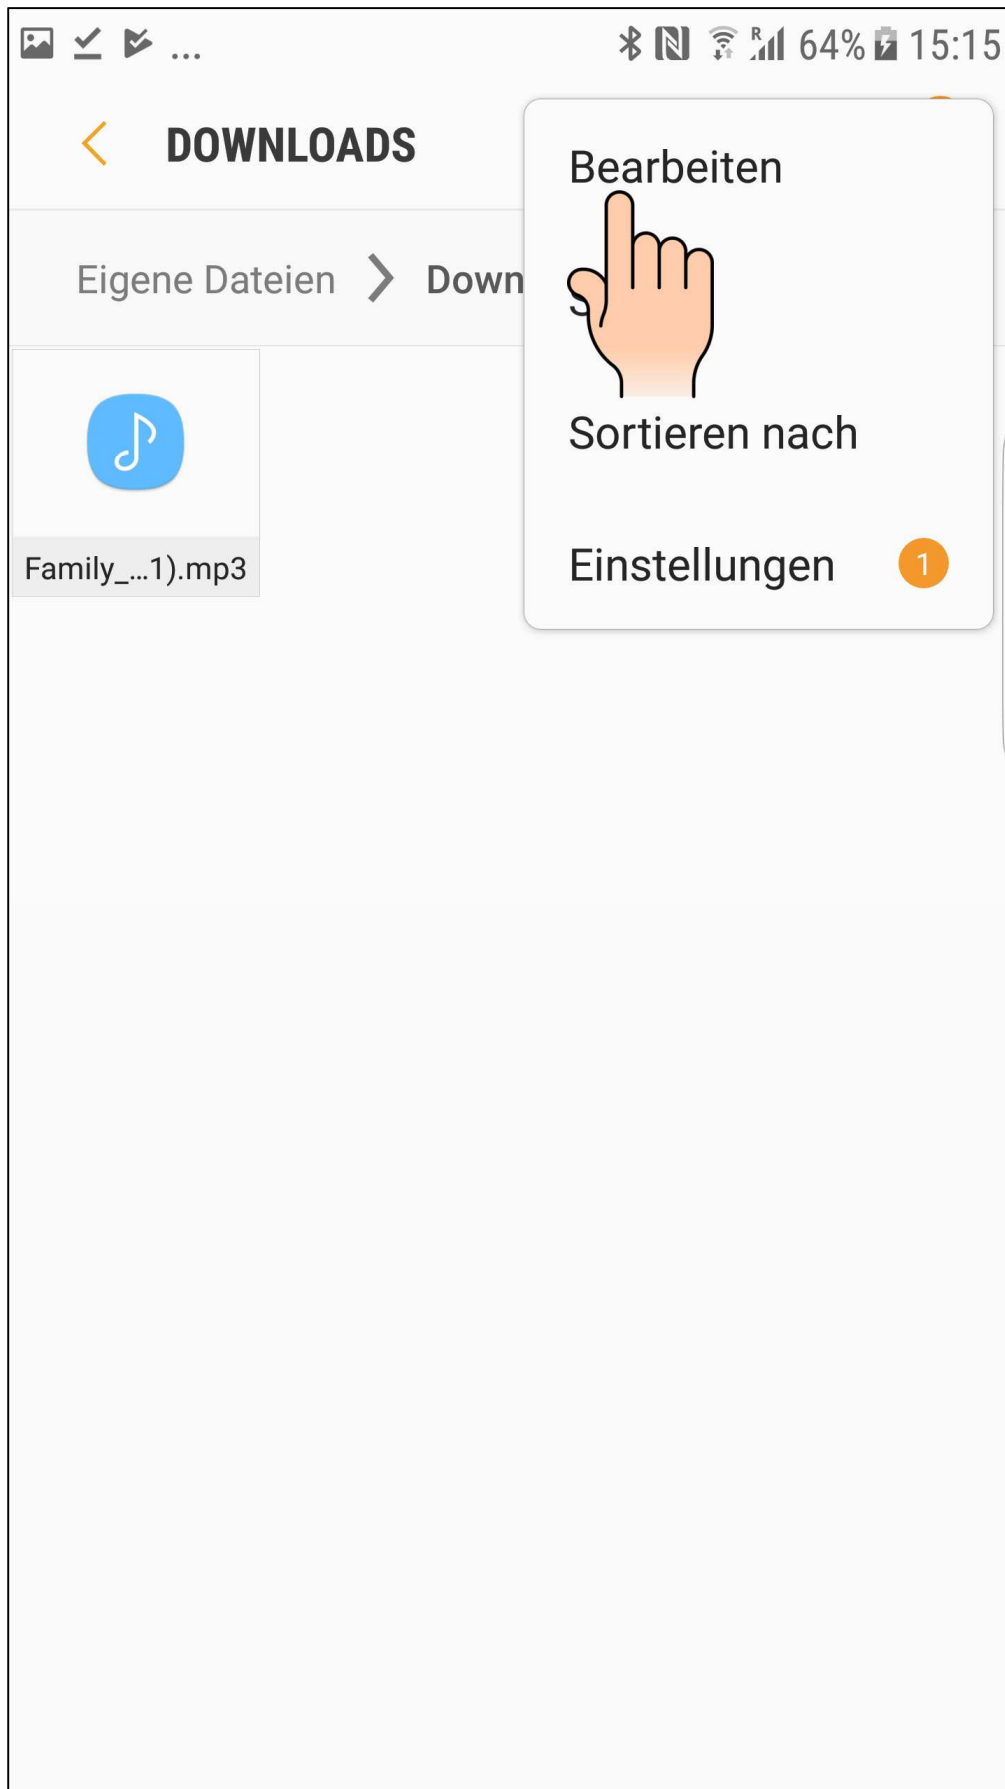 ... R 64% 15:15
DOWNLOADS
Bearbeiten
Eigene Dateien > Down
Sortieren nach
Einstellungen 1
Family_...1).mp3